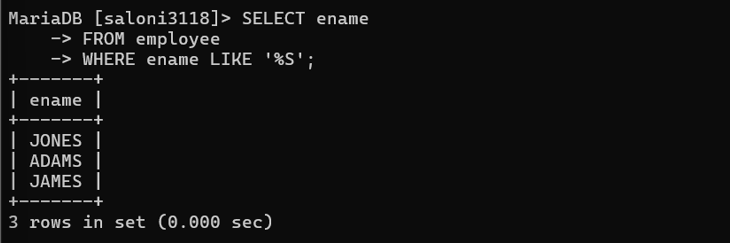 MariaDB [saloni3118]> SELECT ename
    -> FROM employee
    -> WHERE ename LIKE '%S';
+-------+
| ename |
+-------+
| JONES |
| ADAMS |
| JAMES |
+-------+
3 rows in set (0.000 sec)